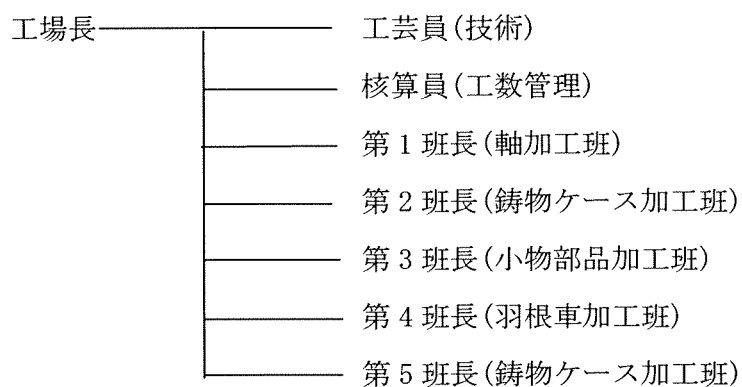 工場長 工芸員(技術)
核算員(工数管理)
第1班長(軸加工班)
第2班長(鋳物ケース加工班)
第3班長(小物部品加工班)
第4班長(羽根車加工班)
第5班長(鋳物ケース加工班)